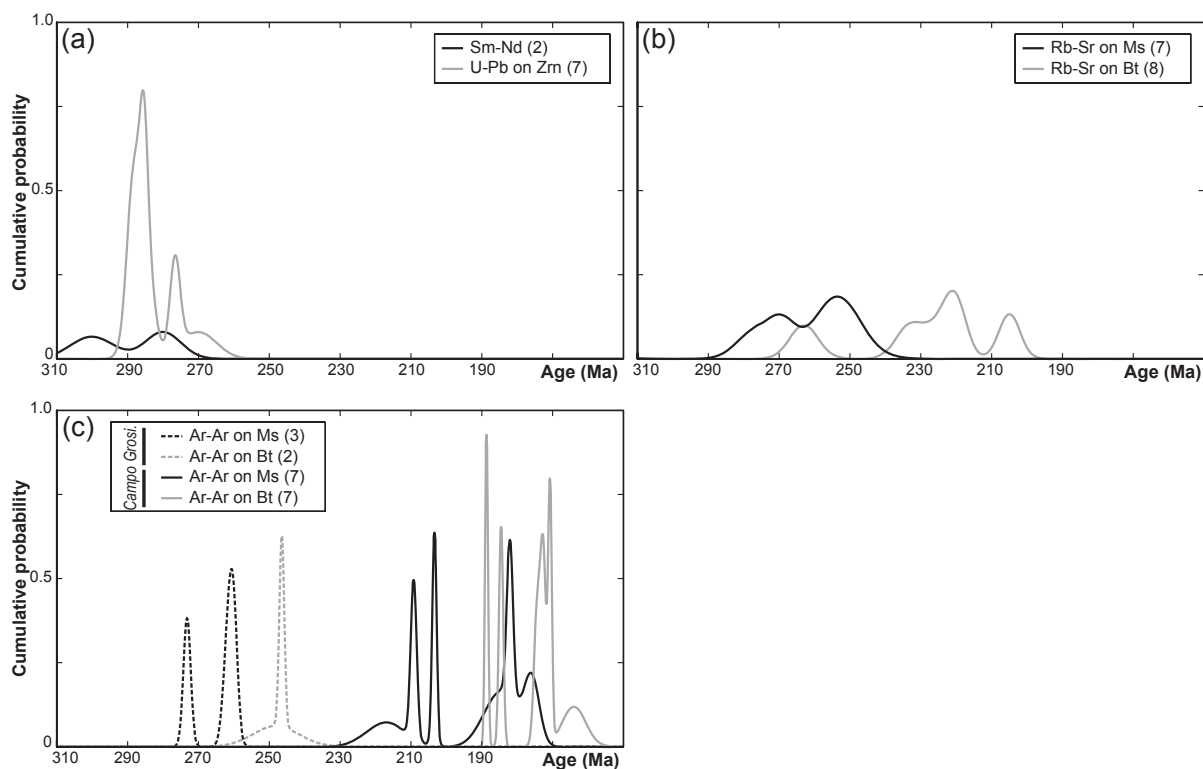 (a)
1.0
0.5
0
Cumulative probability
Sm-Nd (2)
U-Pb on Zrn (7)
310 290 270 250 230 210 190 Age (Ma)
(b)
Rb-Sr on Ms (7)
Rb-Sr on Bt (8)
310 290 270 250 230 210 190 Age (Ma)
(c)
1.0
0.5
0
Cumulative probability
Campo Grosi.
Ar-Ar on Ms (3)
Ar-Ar on Bt (2)
Ar-Ar on Ms (7)
Ar-Ar on Bt (7)
310 290 270 250 230 210 190 Age (Ma)